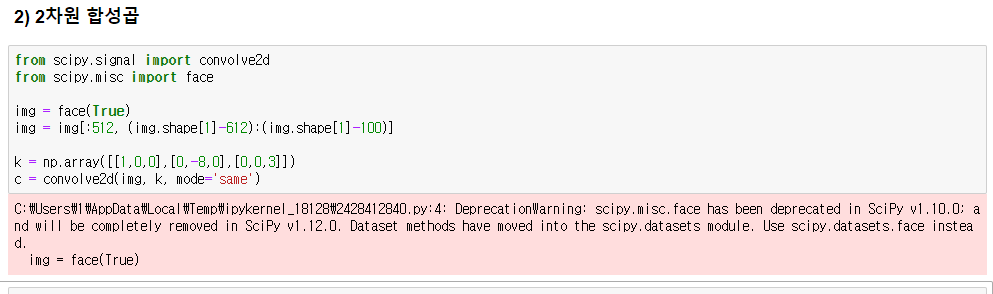 2) 2차원 합성곱
from scipy.signal import convolve2d
from scipy.misc import face
img = face(True)
img = img[:512, (img.shape[1]-612):(img.shape[1]-100)]
k = np.array([[1,0,0],[0,-8,0],[0,0,3]])
c = convolve2d(img, k, mode='same')
C:₩Users₩1₩AppData₩Local₩Temp₩ipykernel_18128₩2428412840.py:4: DeprecationWarning: scipy.misc.face has been deprecated in SciPy v1.10.0; a
nd will be completely removed in SciPy v1.12.0. Dataset methods have moved into the scipy.datasets module. Use scipy.datasets.face instea
d.
img = face(True)